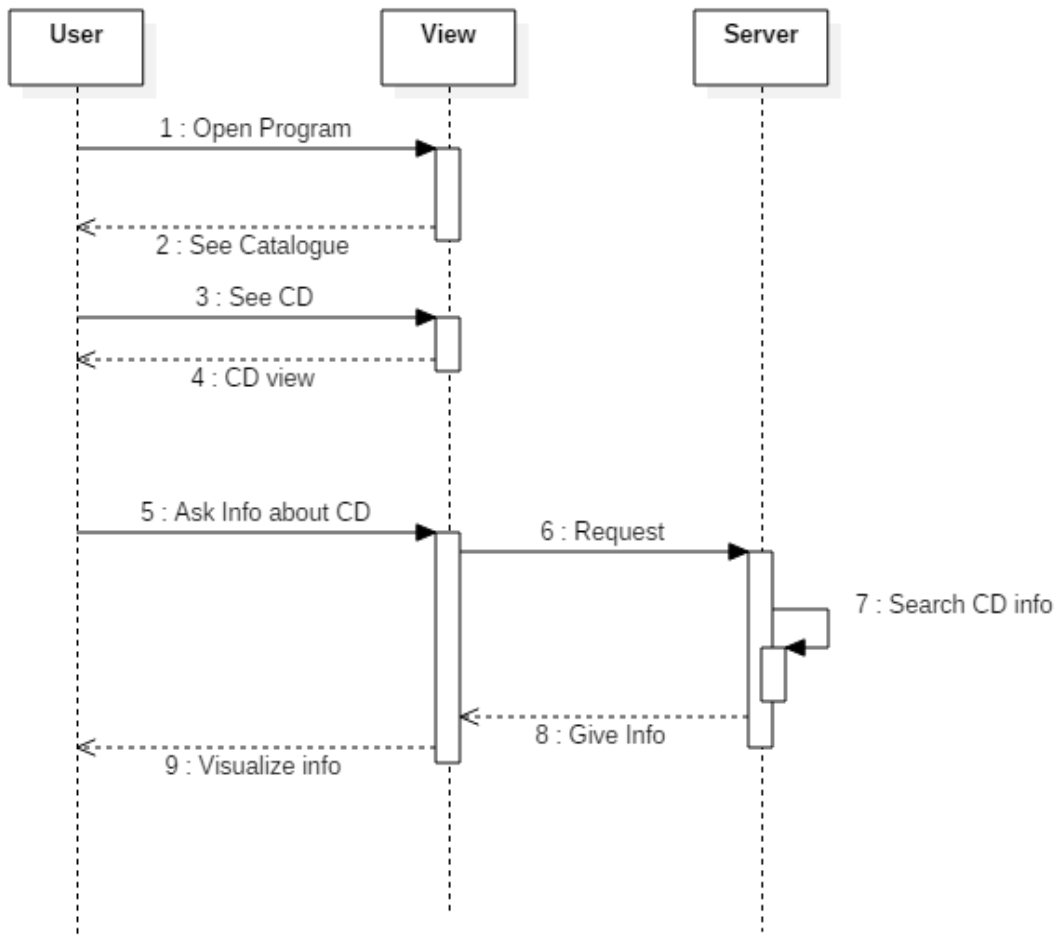 User
View
Server
1 : Open Program
2 : See Catalogue
3 : See CD
4 : CD view
5 : Ask Info about CD
6 : Request
7 : Search CD info
8 : Give Info
9 : Visualize info